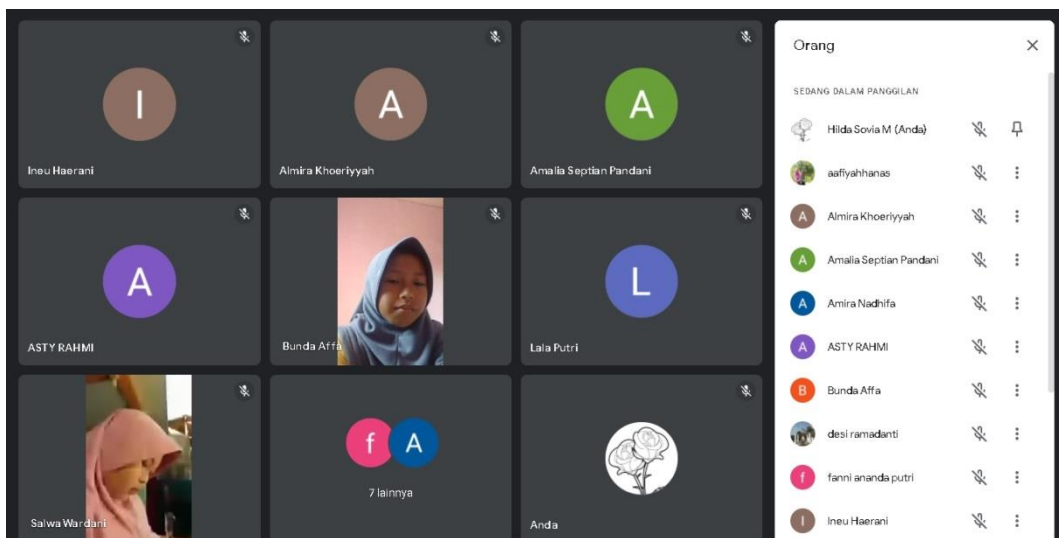 I
Ineu Haerani
A
Almira Khoeriyyah
A
Amalia Septian Pandani
A
ASTY RAHMI
Bunda Affa
L
Lala Putri
Salwa Wardani
f A
7 lainnya
Anda
Orang
SEDANG DALAM PANGGILAN
Hilda Sovia M (Anda)
aafiyahhanas
A Almira Khoeriyyah
A Amalia Septian Pandani
A Amira Nadhifa
A ASTY RAHMI
B Bunda Affa
desi ramadanti
f fanni ananda putri
I Ineu Haerani